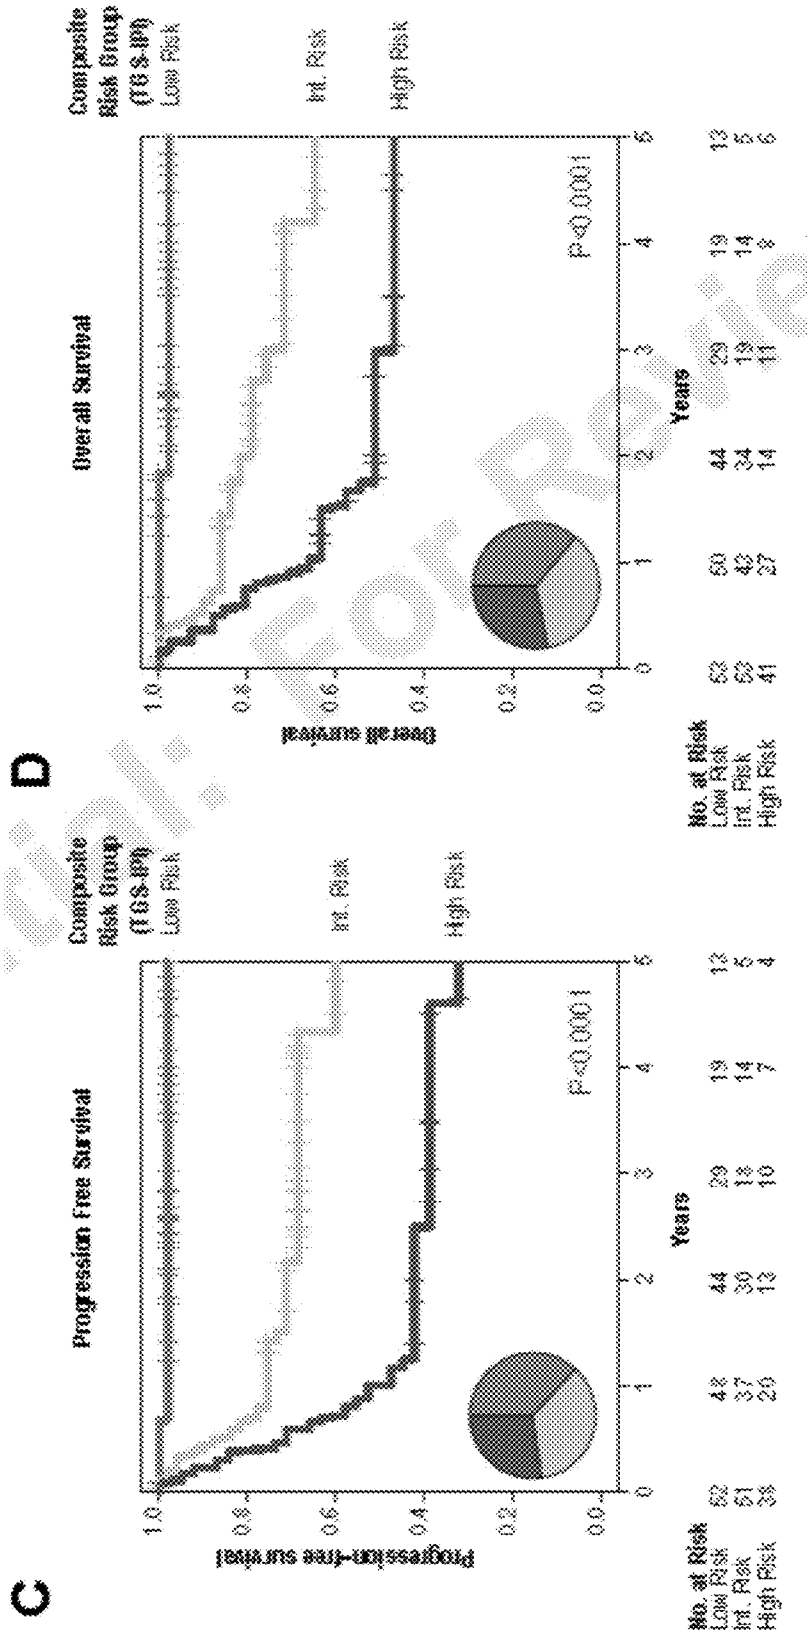 C
Progression Free Survival
Composite
Risk Group
(TGS-IPI)
Low Risk
Int. Risk
High Risk
Progression-free survival
1.0
0.8
0.6
0.4
0.2
0.0
P<0.0001
0 1 2 3 4 5
Years
No. at Risk
Low Risk 52 48 44 29 19 13
Int. Risk 51 37 30 18 14 5
High Risk 38 20 13 10 7 4
D
Overall Survival
Composite
Risk Group
(TGS-IPI)
Low Risk
Int. Risk
High Risk
Overall survival
1.0
0.8
0.6
0.4
0.2
0.0
P<0.0001
0 1 2 3 4 5
Years
No. at Risk
Low Risk 53 50 44 29 19 13
Int. Risk 53 43 34 19 14 5
High Risk 41 27 14 11 8 6
For